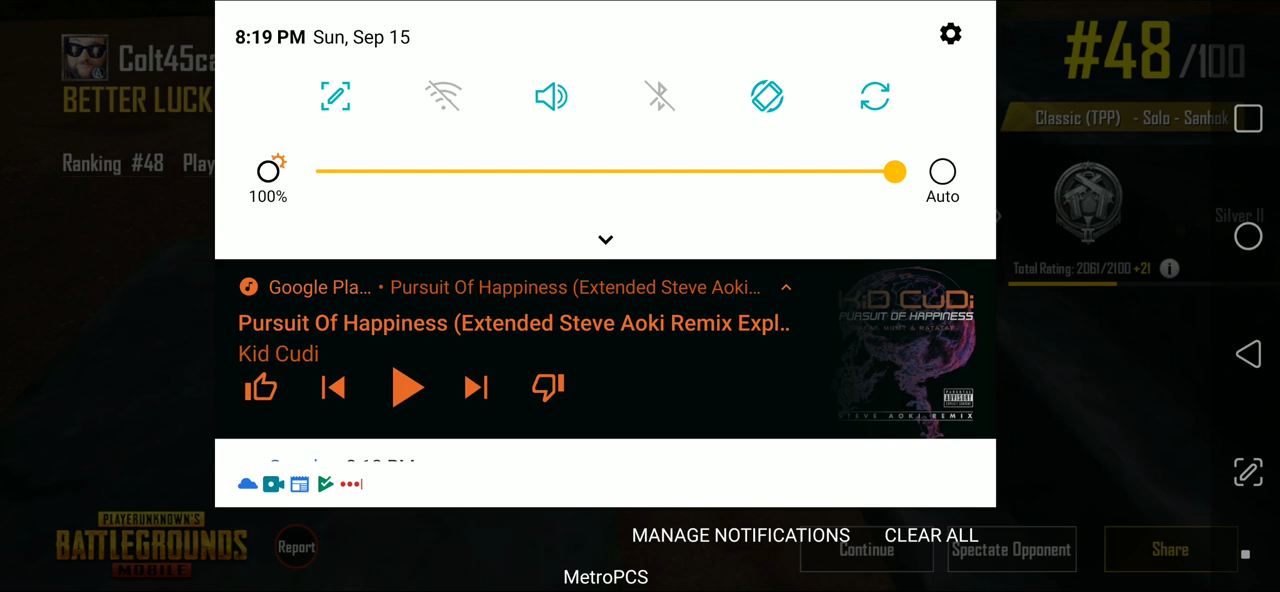 8:19 PM Sun, Sep 15
Colt45ca
BETTER LUCK
Ranking #48 Play
#48 /100
Classic (TPP) - Solo - Sanhok
100%
Auto
II
Silver II
Total Rating: 2061/2100 +21
Google Pla... • Pursuit Of Happiness (Extended Steve Aoki...
Pursuit Of Happiness (Extended Steve Aoki Remix Expl..
Kid Cudi
KiD CuDi
PURSUIT OF HAPPINESS
STEVE AOKI REMIX
PLAYERUNKNOWN'S
BATTLEGROUNDS
MOBILE
Report
MANAGE NOTIFICATIONS CLEAR ALL
Continue
Spectate Opponent
Share
MetroPCS